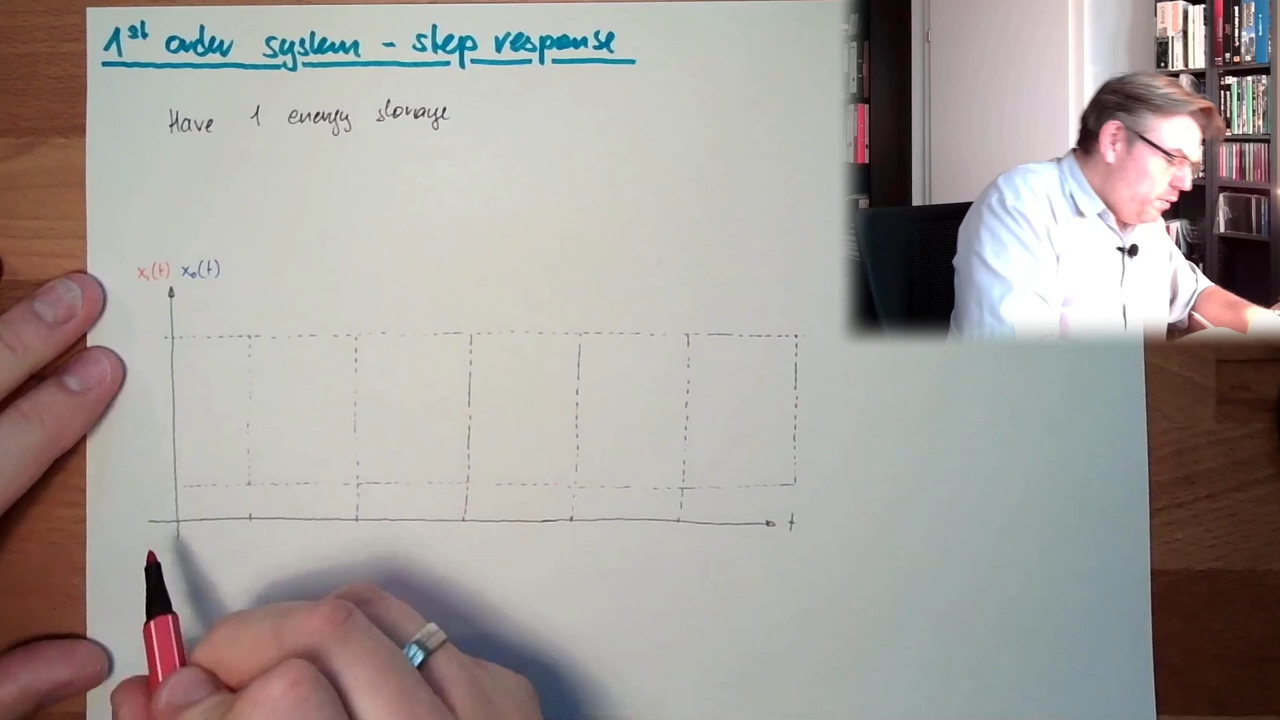 1st order system - step response
Have 1 energy storage
xi(t) xo(t)
t